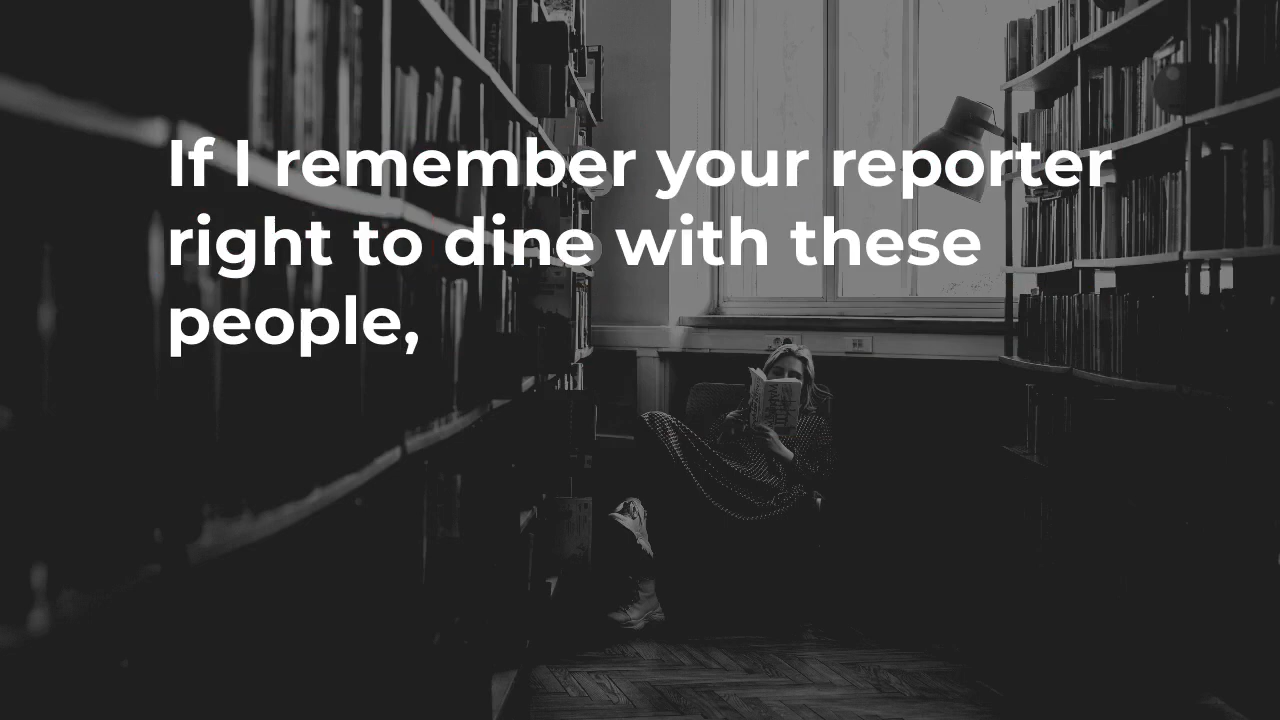 If I remember your reporter
right to dine with these
people,